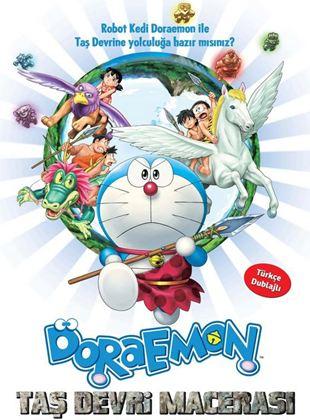 Robot Kedi Doraemon ile
Taş Devrine yolculuğa hazır mısınız?
Türkçe
Dublajlı
DORAEMON
TAŞ DEVRİ MACERASI